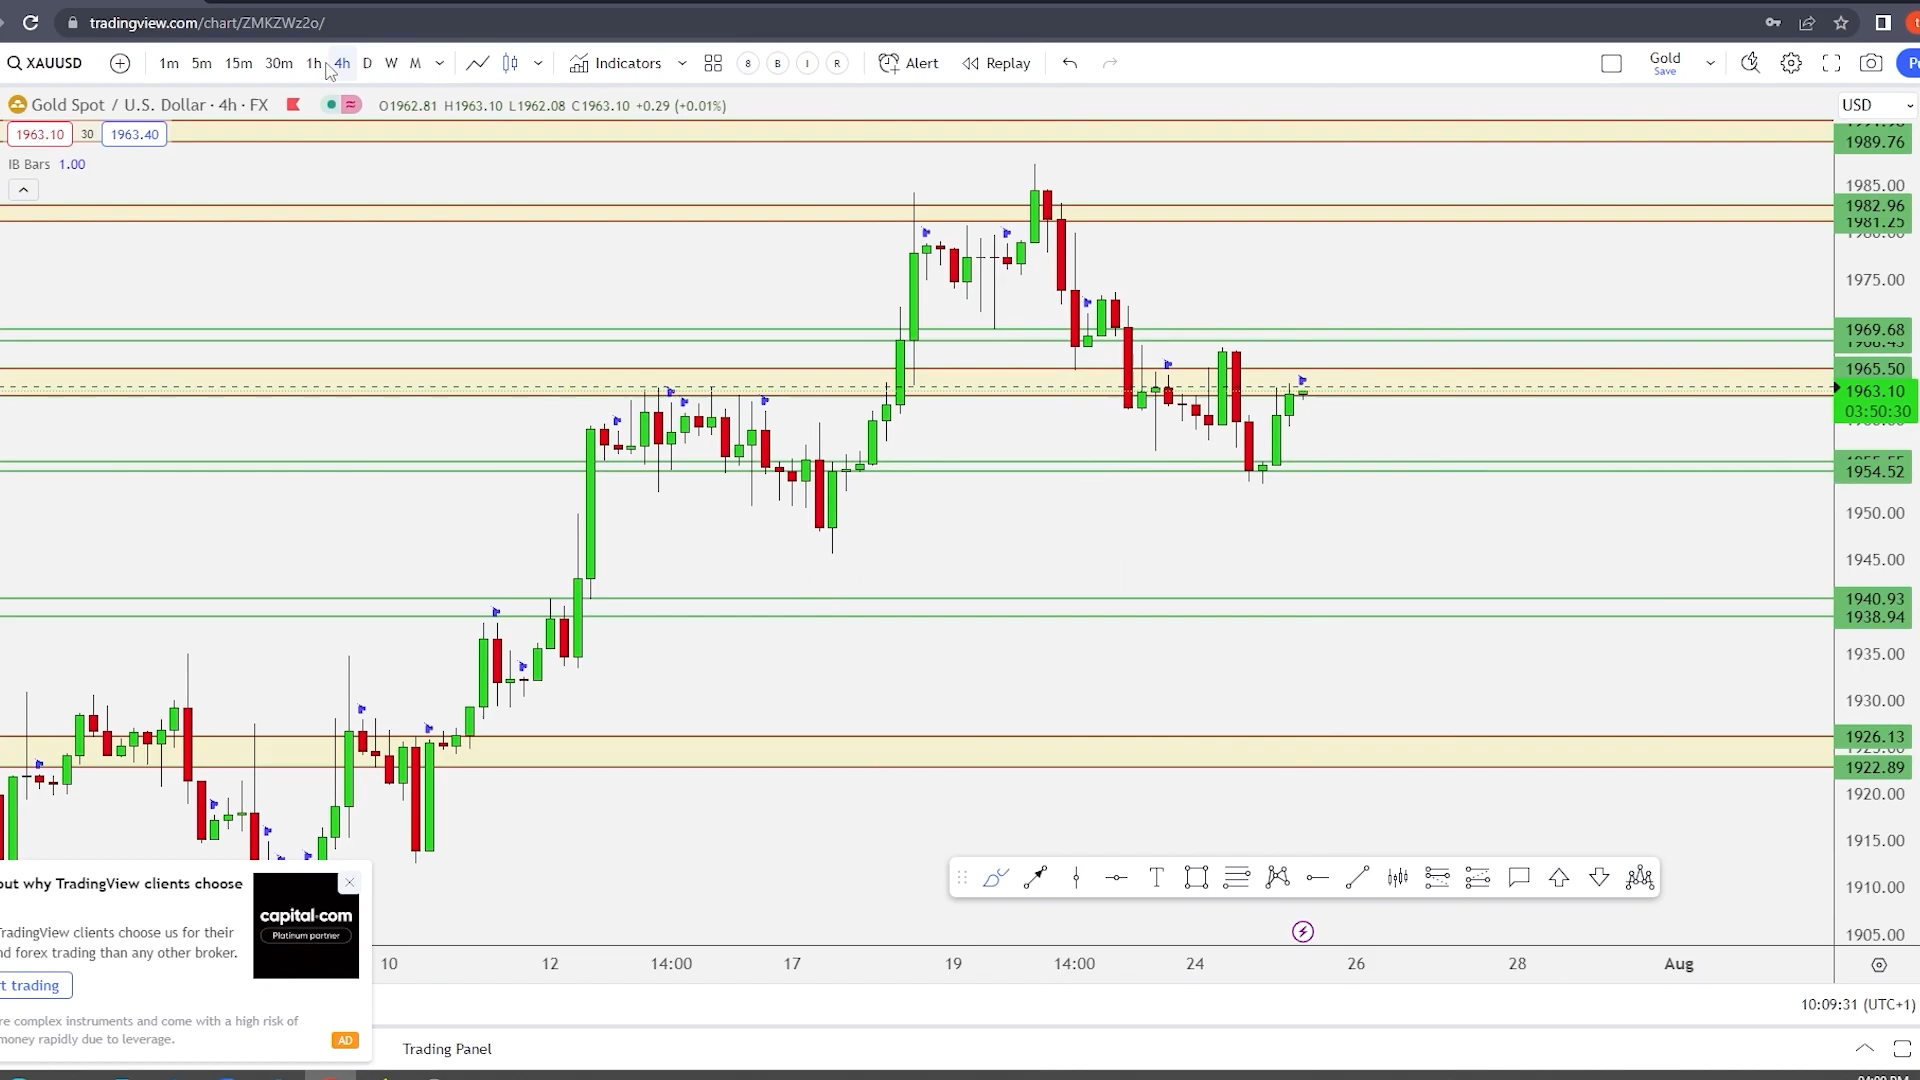 tradingview.com/chart/ZMKZWz2o/
XAUUSD 1m 5m 15m 30m 1h 4h D W M Indicators 8 B I R Alert Replay Gold
Save
Gold Spot / U.S. Dollar · 4h · FX O1962.81 H1963.10 L1962.08 C1963.10 +0.29 (+0.01%) USD
1963.10 30 1963.40
IB Bars 1.00
1989.76
1985.00
1982.96
1981.25
1975.00
1969.68
1965.50
1963.10
03:50:30
1954.52
1950.00
1945.00
1940.93
1938.94
1935.00
1930.00
1926.13
1922.89
1920.00
1915.00
1910.00
1905.00
out why TradingView clients choose
capital.com
Platinum partner
TradingView clients choose us for their
nd forex trading than any other broker.
rt trading
re complex instruments and come with a high risk of
money rapidly due to leverage.
AD
10 12 14:00 17 19 14:00 24 26 28 Aug
10:09:31 (UTC+1)
Trading Panel